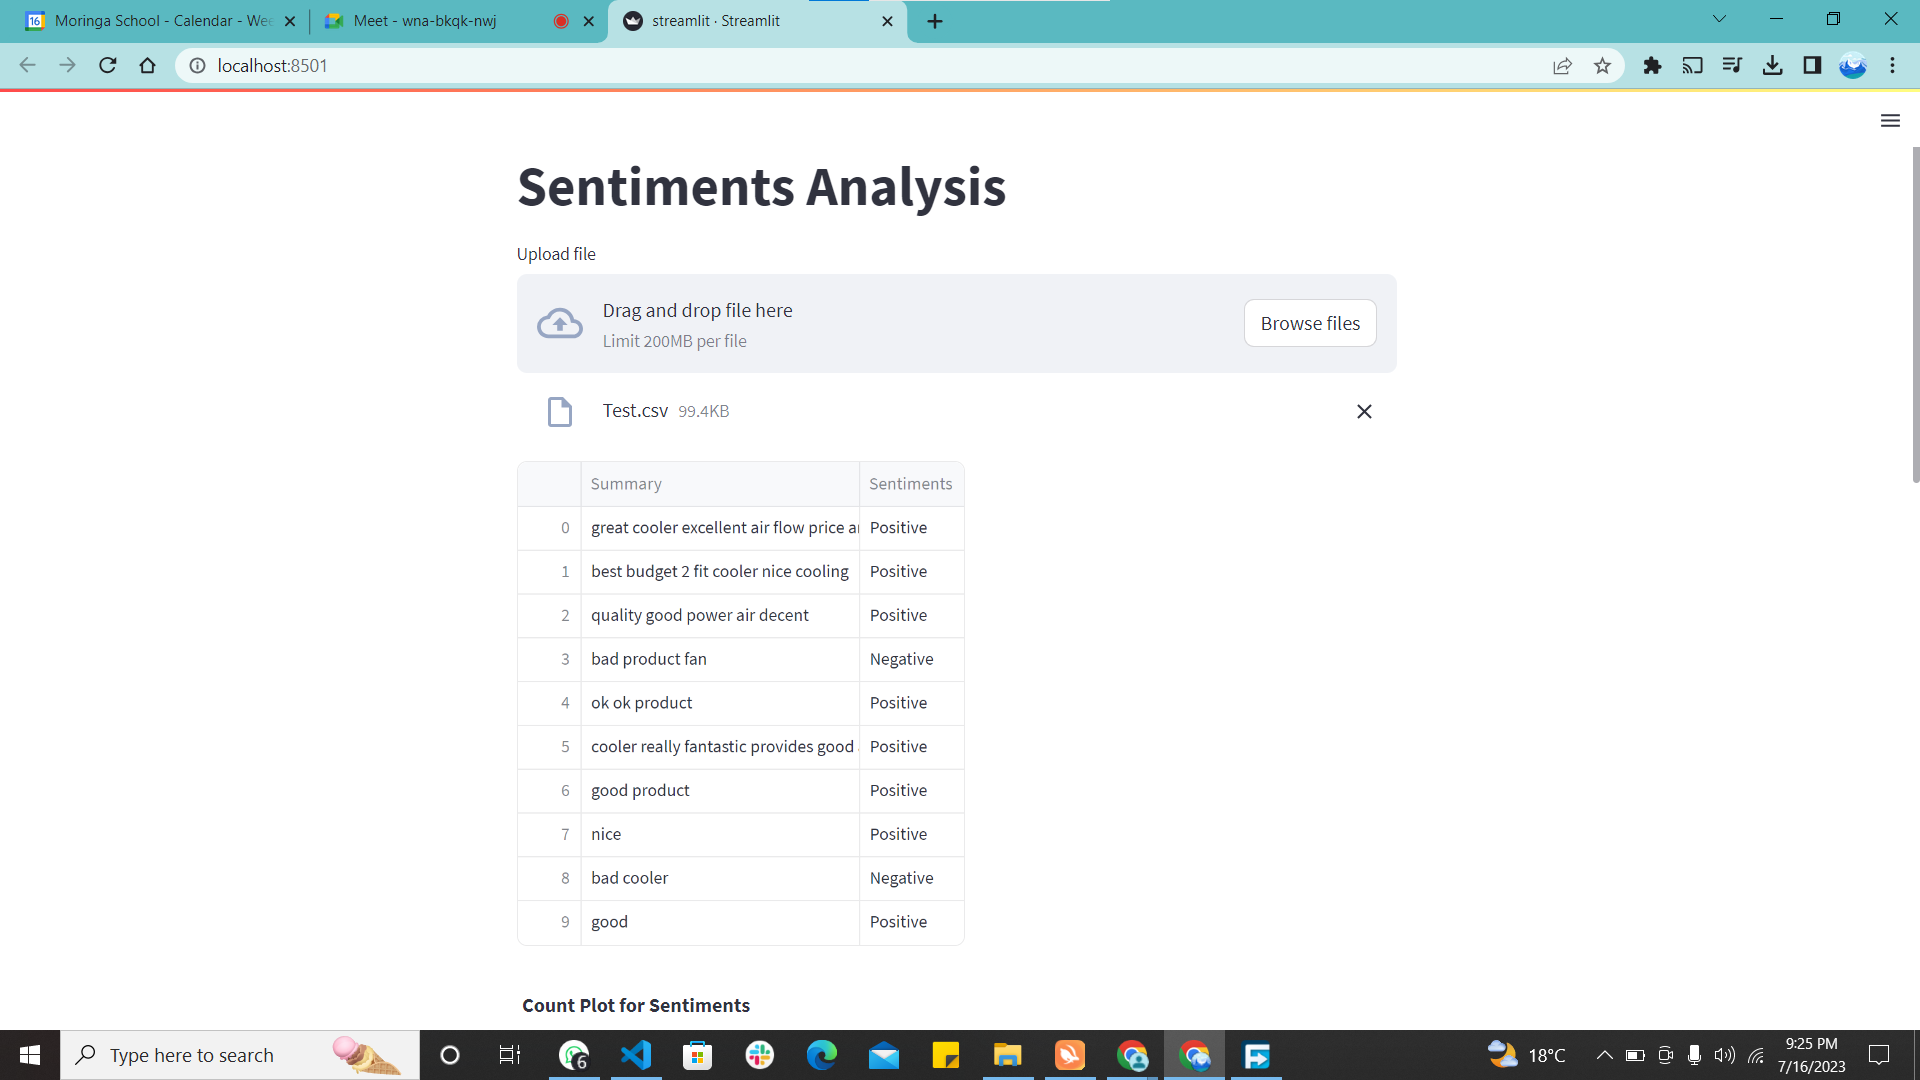 Moringa School - Calendar - Wee
Meet - wna-bkqk-nwj
streamlit · Streamlit
localhost:8501
Sentiments Analysis
Upload file
Drag and drop file here
Limit 200MB per file
Browse files
Test.csv 99.4KB
Summary Sentiments
0 great cooler excellent air flow price a Positive
1 best budget 2 fit cooler nice cooling Positive
2 quality good power air decent Positive
3 bad product fan Negative
4 ok ok product Positive
5 cooler really fantastic provides good Positive
6 good product Positive
7 nice Positive
8 bad cooler Negative
9 good Positive
Count Plot for Sentiments
Type here to search
6
18°C
9:25 PM
7/16/2023